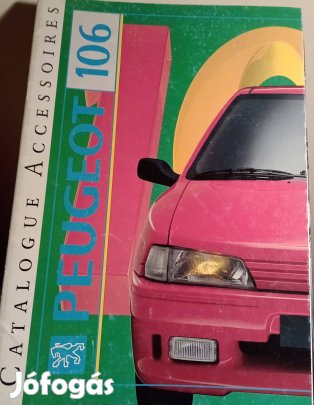 CATALOGUE ACCESSOIRES
PEUGEOT 106
Jófogás